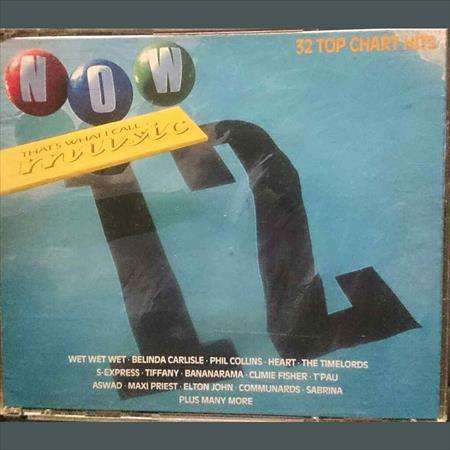 32 TOP CHART HITS
NOW
THAT'S WHAT I CALL
music
12
WET WET WET · BELINDA CARLISLE · PHIL COLLINS · HEART · THE TIMELORDS
S-EXPRESS · TIFFANY · BANANARAMA · CLIMIE FISHER · T'PAU
ASWAD · MAXI PRIEST · ELTON JOHN · COMMUNARDS · SABRINA
PLUS MANY MORE